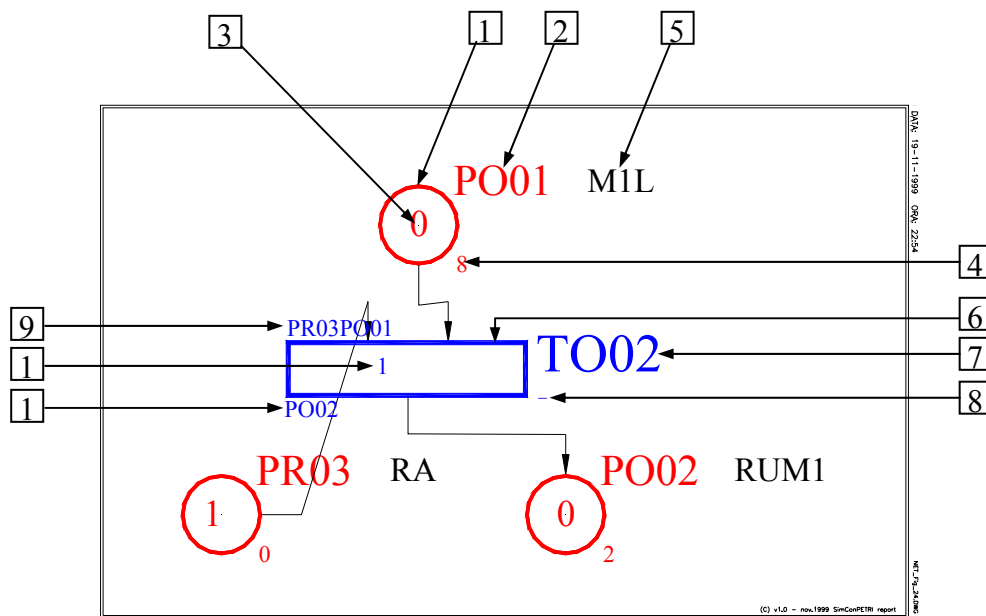 3 1 2 5
PO01 M1L
0
8
4
9
PR03PO01
6
1
1
TO02
7
1
PO02
–
8
PR03 RA
PO02 RUM1
1
0
0
2
DATA: 19-11-1999 ORA: 22:54
NET_Fig_24.DWG
(C) v1.0 - nov.1999 SimConPETRI report